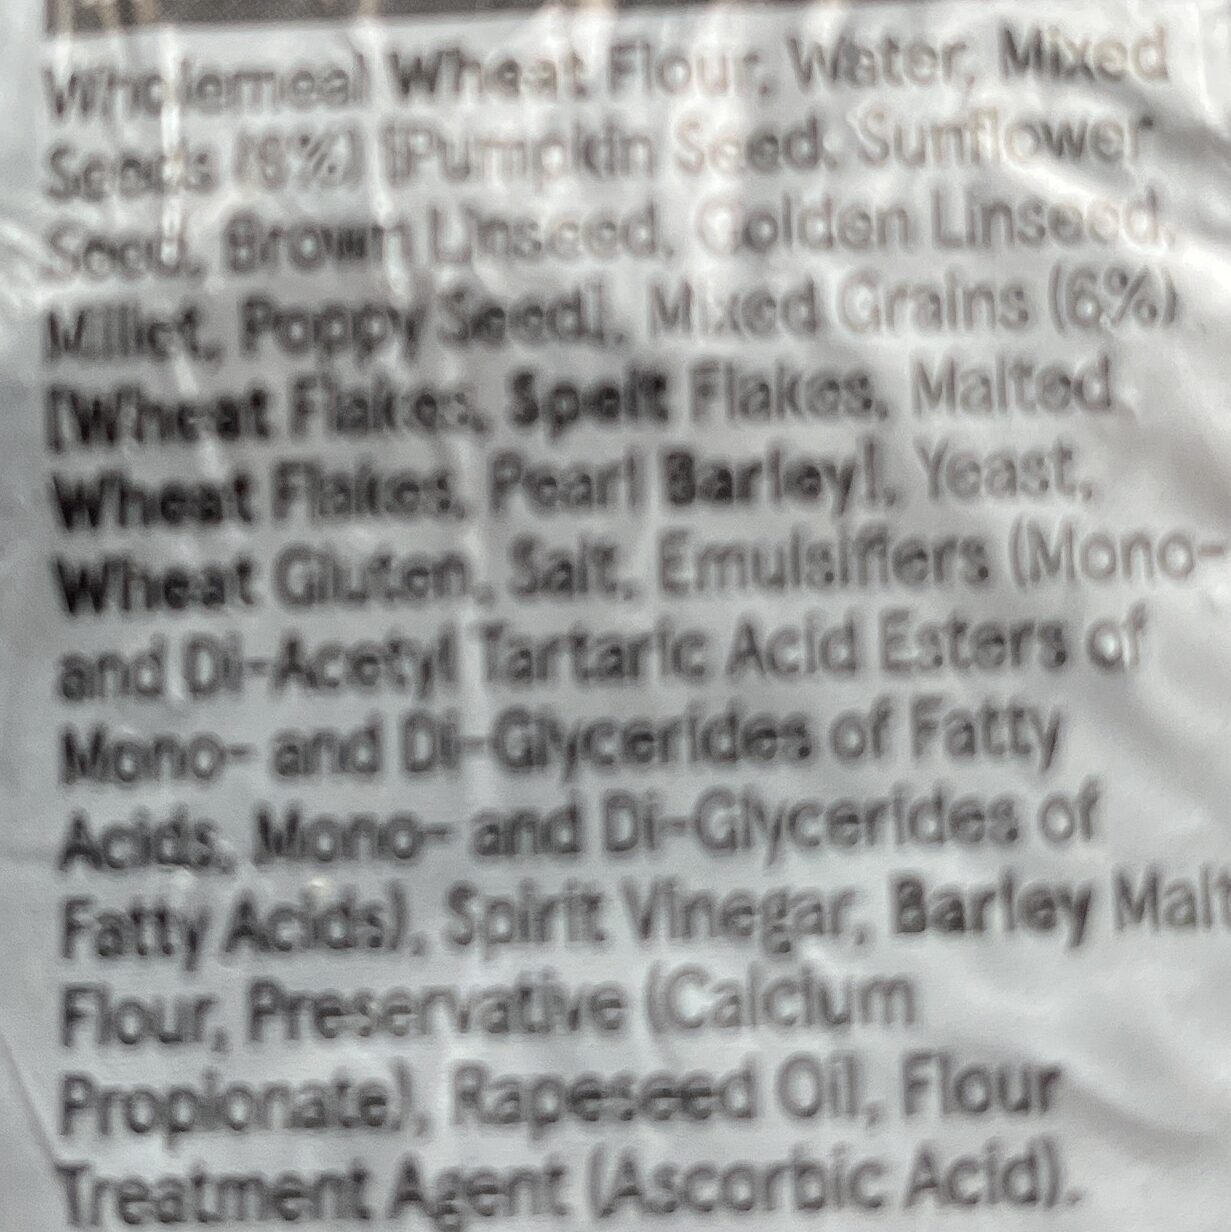 Wholemeal Wheat Flour, Water, Mixed
Seeds (6%) [Pumpkin Seed, Sunflower
Seed, Brown Linseed, Golden Linseed,
Millet, Poppy Seed], Mixed Grains (6%)
[Wheat Flakes, Spelt Flakes, Malted
Wheat Flakes, Pearl Barley], Yeast,
Wheat Gluten, Salt, Emulsifiers (Mono-
and Di-Acetyl Tartaric Acid Esters of
Mono- and Di-Glycerides of Fatty
Acids, Mono- and Di-Glycerides of
Fatty Acids), Spirit Vinegar, Barley Malt
Flour, Preservative (Calcium
Propionate), Rapeseed Oil, Flour
Treatment Agent (Ascorbic Acid).